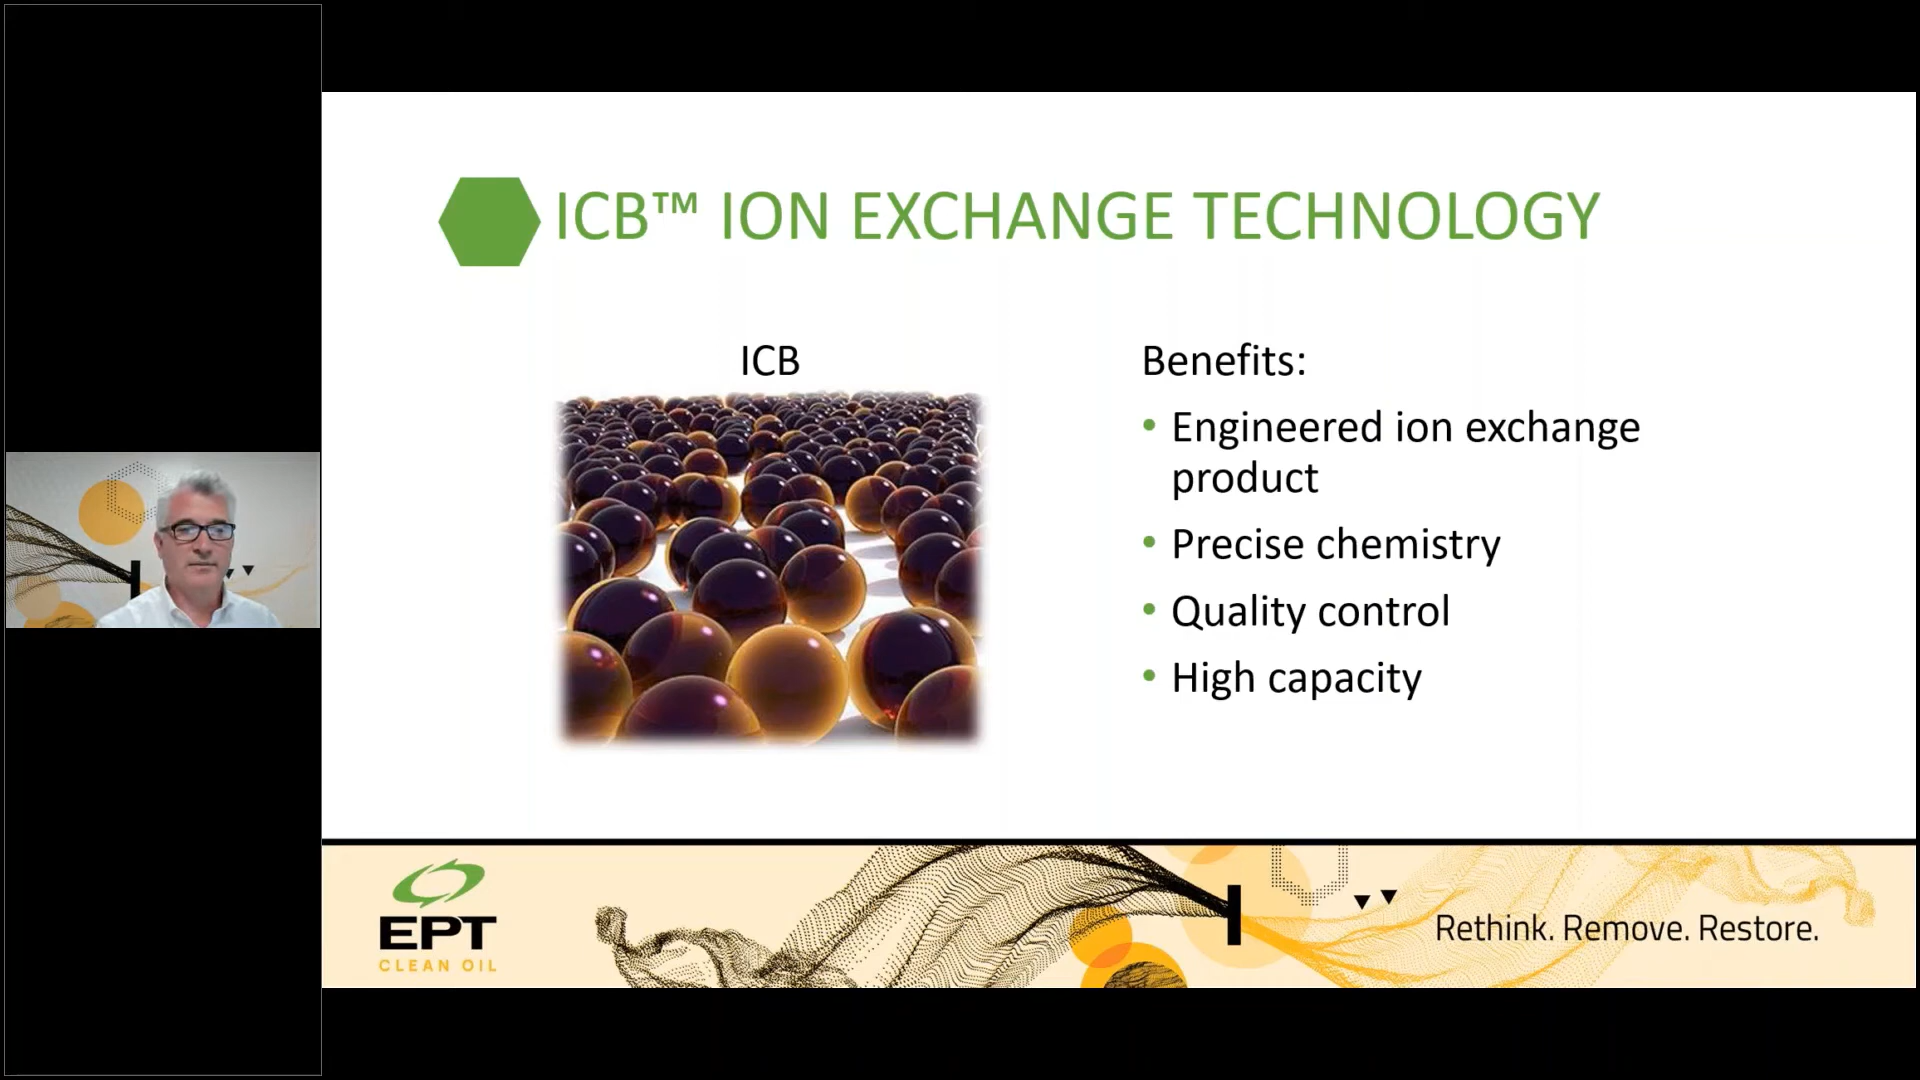 ICB™ ION EXCHANGE TECHNOLOGY
ICB
Benefits:
• Engineered ion exchange
product
• Precise chemistry
• Quality control
• High capacity
EPT
CLEAN OIL
Rethink. Remove. Restore.